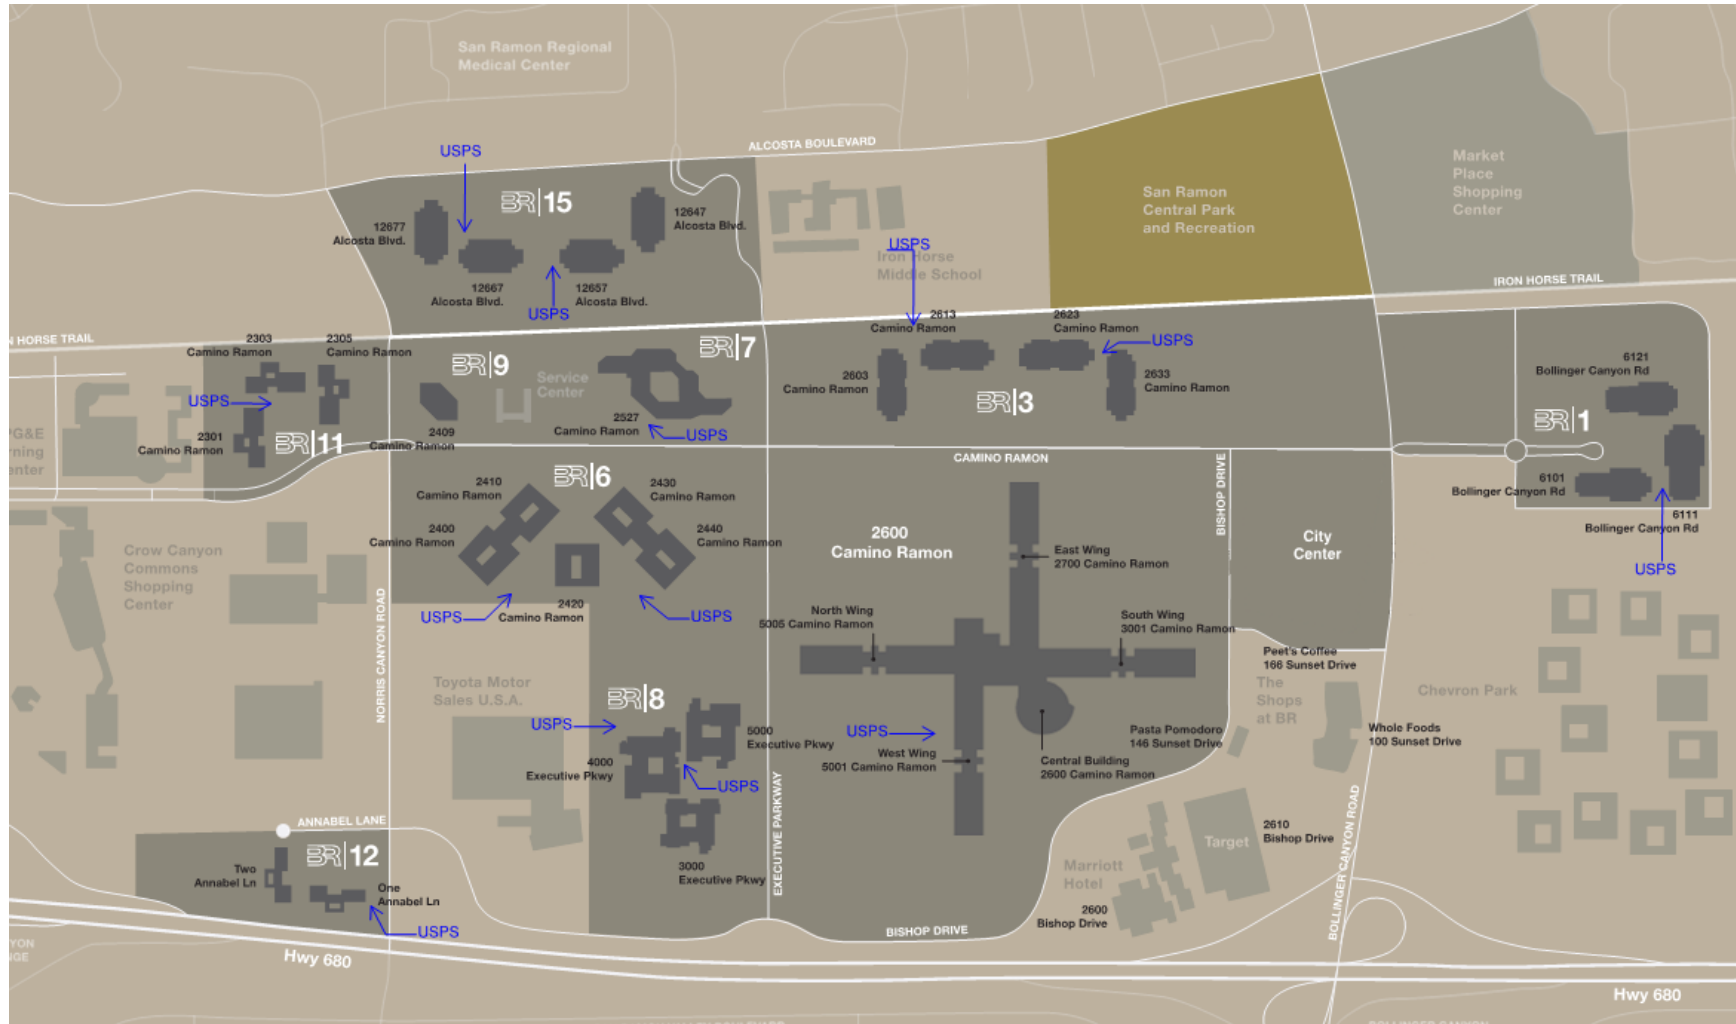 San Ramon Regional
Medical Center
USPS
ALCOSTA BOULEVARD
Market
Place
Shopping
Center
San Ramon
Central Park
and Recreation
BR|15
12677
Alcosta Blvd.
12647
Alcosta Blvd.
USPS
Iron Horse
Middle School
12667
Alcosta Blvd.
12657
Alcosta Blvd.
USPS
IRON HORSE TRAIL
N HORSE TRAIL
2303
Camino Ramon
2305
Camino Ramon
BR|9
BR|7
2613
Camino Ramon
2623
Camino Ramon
USPS
6121
Bollinger Canyon Rd
Service
Center
2603
Camino Ramon
2633
Camino Ramon
USPS
BR|3
BR|1
2527
Camino Ramon
USPS
PG&E
rning
enter
2301
Camino Ramon
BR|11
2409
Camino Ramon
CAMINO RAMON
BR|6
2410
Camino Ramon
2430
Camino Ramon
BISHOP DRIVE
6101
Bollinger Canyon Rd
6111
Bollinger Canyon Rd
USPS
2400
Camino Ramon
2440
Camino Ramon
2600
Camino Ramon
City
Center
Crow Canyon
Commons
Shopping
Center
East Wing
2700 Camino Ramon
USPS
2420
Camino Ramon
USPS
North Wing
5005 Camino Ramon
South Wing
3001 Camino Ramon
NORRIS CANYON ROAD
Peet's Coffee
166 Sunset Drive
The
Shops
at BR
Chevron Park
Toyota Motor
Sales U.S.A.
BR|8
USPS
5000
Executive Pkwy
USPS
Pasta Pomodoro
146 Sunset Drive
Whole Foods
100 Sunset Drive
West Wing
5001 Camino Ramon
Central Building
2600 Camino Ramon
4000
Executive Pkwy
USPS
EXECUTIVE PARKWAY
BOLLINGER CANYON ROAD
ANNABEL LANE
BR|12
Target
2610
Bishop Drive
Two
Annabel Ln
One
Annabel Ln
3000
Executive Pkwy
Marriott
Hotel
2600
Bishop Drive
USPS
BISHOP DRIVE
YON
NGE
Hwy 680
Hwy 680